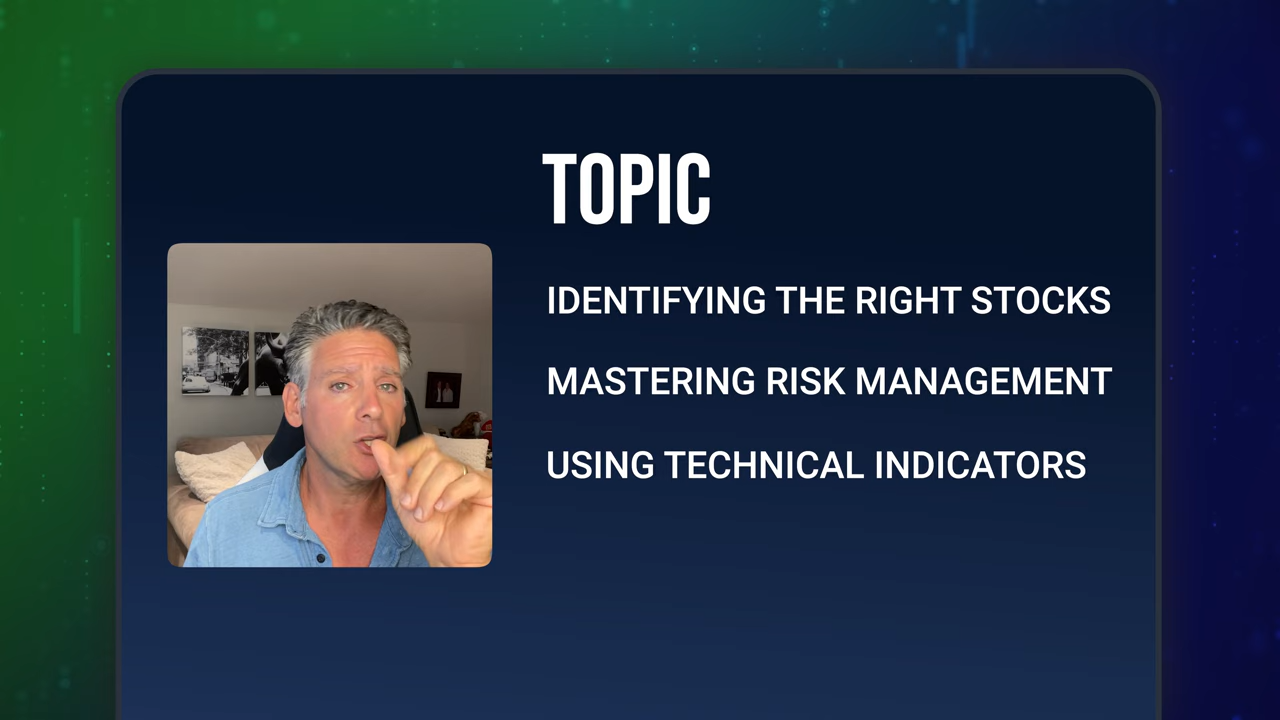 TOPIC
IDENTIFYING THE RIGHT STOCKS
MASTERING RISK MANAGEMENT
USING TECHNICAL INDICATORS